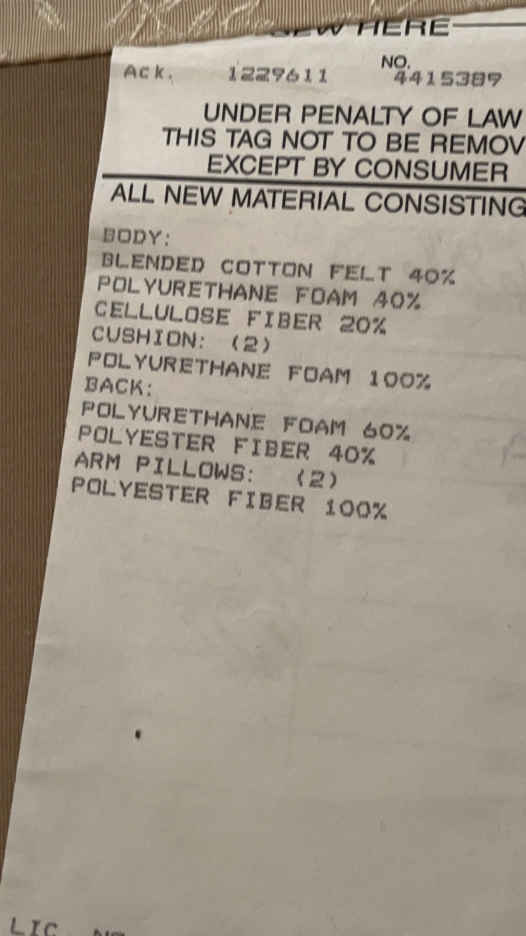 HERE
Ack. 1229611 NO. 4415389
UNDER PENALTY OF LAW
THIS TAG NOT TO BE REMOV
EXCEPT BY CONSUMER
ALL NEW MATERIAL CONSISTING
BODY:
BLENDED COTTON FELT 40%
POLYURETHANE FOAM 40%
CELLULOSE FIBER 20%
CUSHION: (2)
POLYURETHANE FOAM 100%
BACK:
POLYURETHANE FOAM 60%
POLYESTER FIBER 40%
ARM PILLOWS: (2)
POLYESTER FIBER 100%
LIC